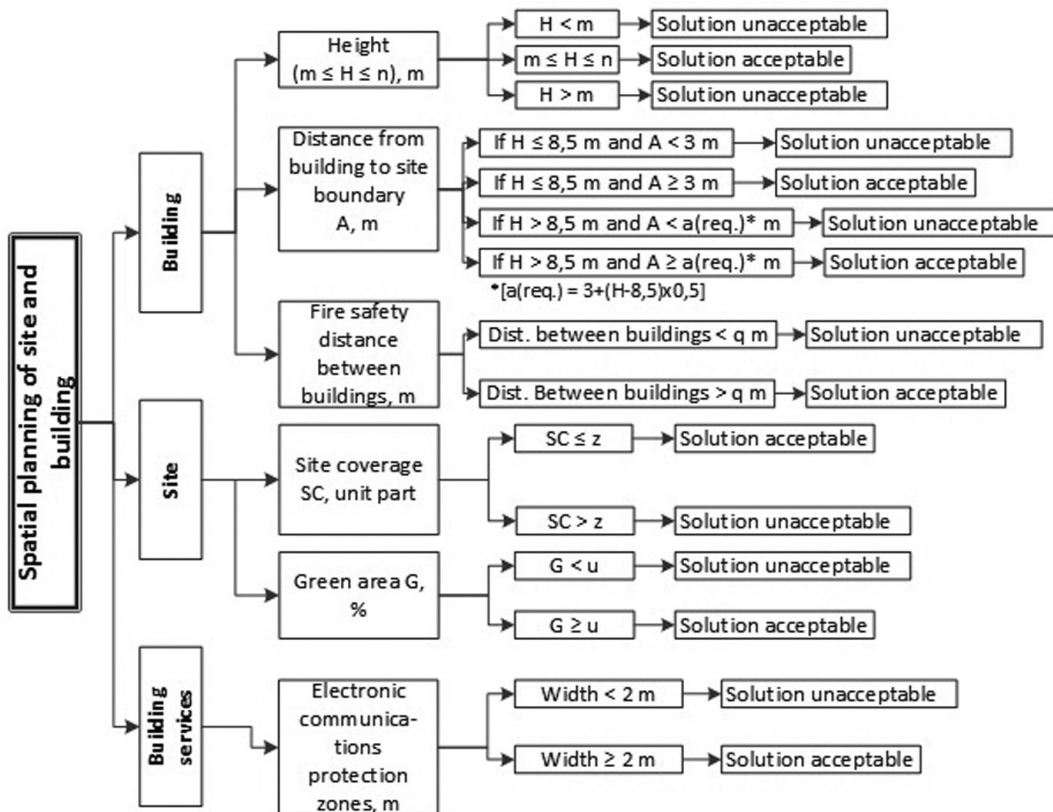 Spatial planning of site and
building
Building
Height
(m ≤ H ≤ n), m
H < m
Solution unacceptable
m ≤ H ≤ n
Solution acceptable
H > m
Solution unacceptable
Distance from
building to site
boundary
A, m
If H ≤ 8,5 m and A < 3 m
Solution unacceptable
If H ≤ 8,5 m and A ≥ 3 m
Solution acceptable
If H > 8,5 m and A < a(req.)* m
Solution unacceptable
If H > 8,5 m and A ≥ a(req.)* m
Solution acceptable
*[a(req.) = 3+(H-8,5)x0,5]
Fire safety
distance
between
buildings, m
Dist. between buildings < q m
Solution unacceptable
Dist. Between buildings > q m
Solution acceptable
Site
Site coverage
SC, unit part
SC ≤ z
Solution acceptable
SC > z
Solution unacceptable
Green area G,
%
G < u
Solution unacceptable
G ≥ u
Solution acceptable
Building
services
Electronic
communica-
tions
protection
zones, m
Width < 2 m
Solution unacceptable
Width ≥ 2 m
Solution acceptable